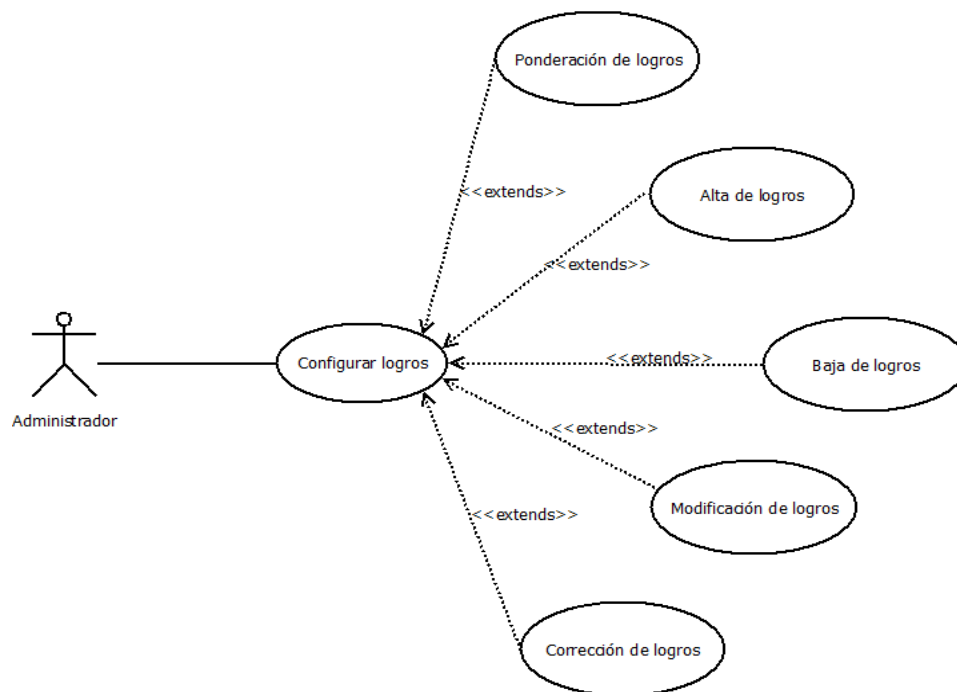 Ponderación de logros
<<extends>>
Alta de logros
<<extends>>
Configurar logros
<<extends>>
Baja de logros
Administrador
<<extends>>
Modificación de logros
<<extends>>
Corrección de logros